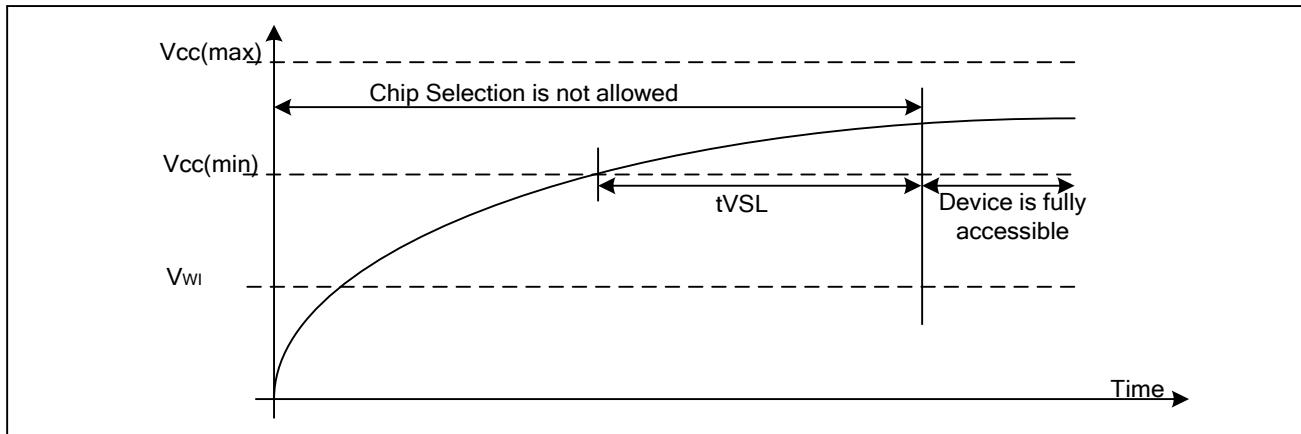 Vcc(max)
Chip Selection is not allowed
Vcc(min)
tVSL
Device is fully
accessible
VWI
Time